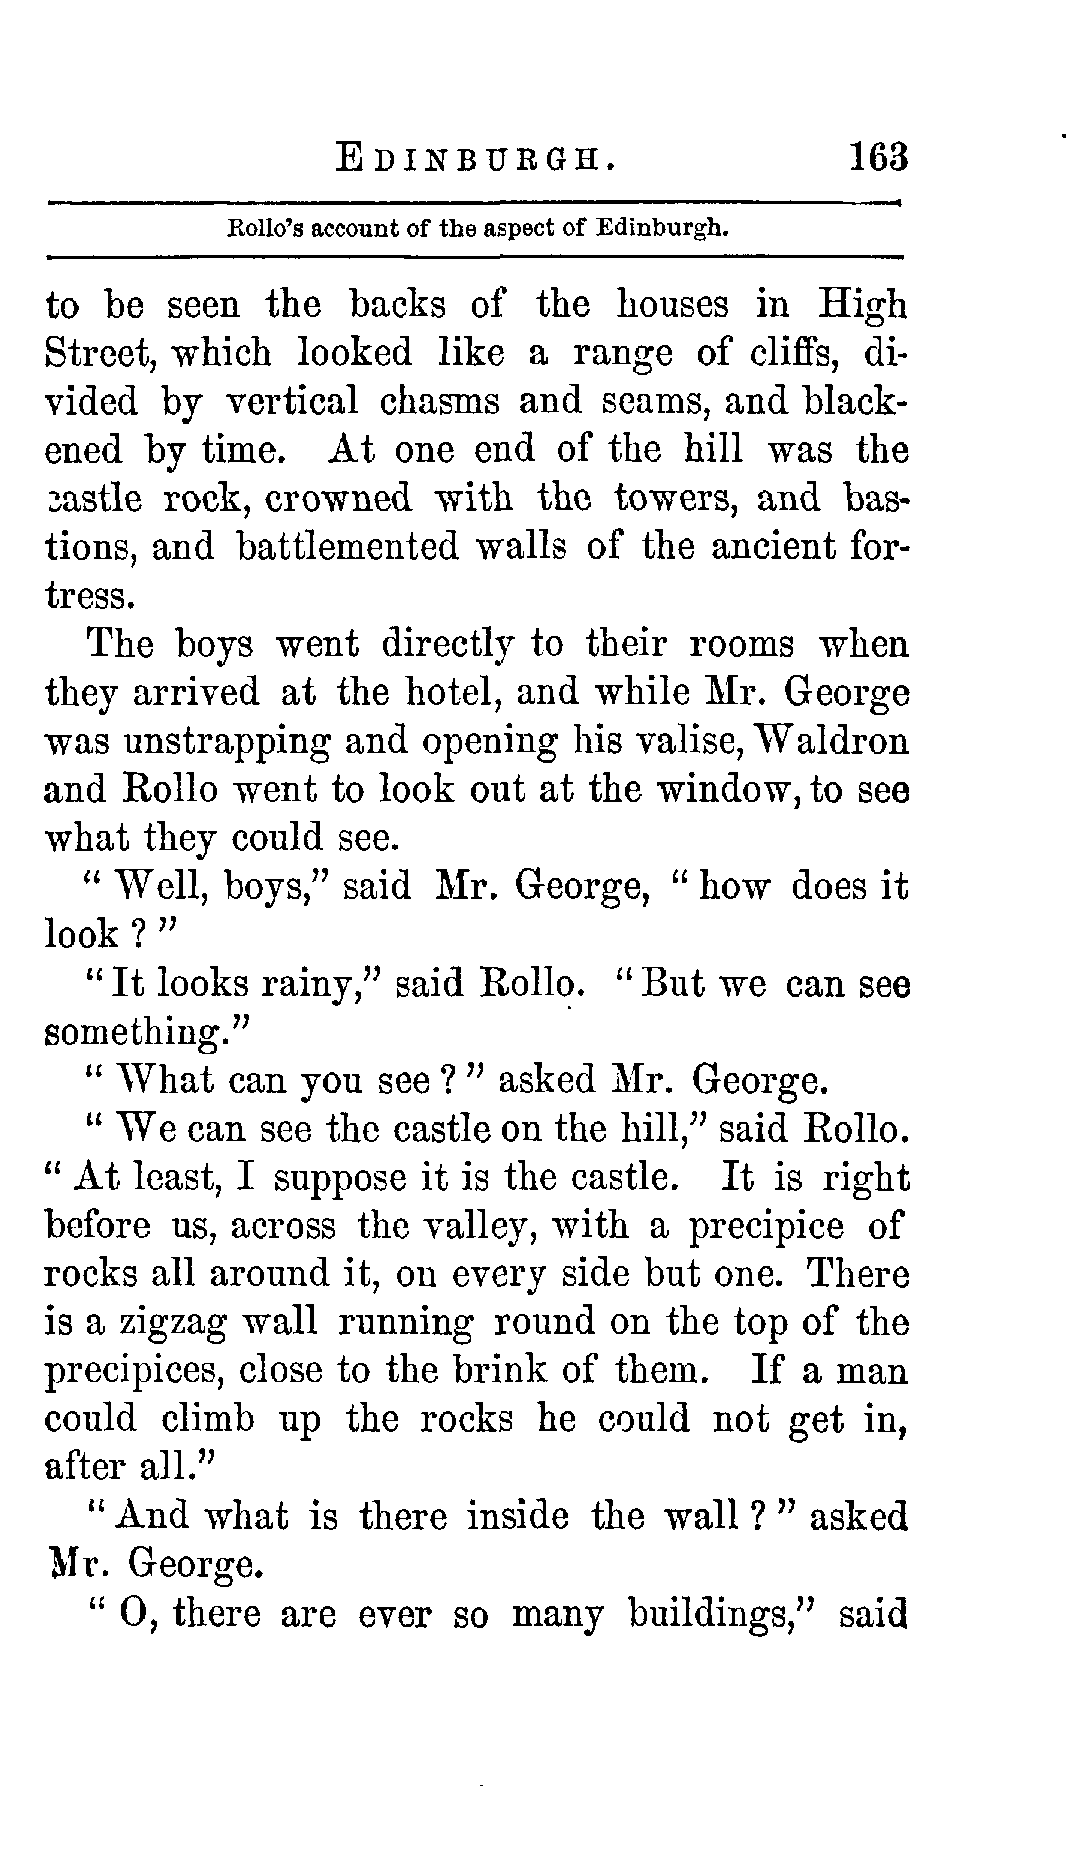 EDINBURGH. 163
Rollo's account of the aspect of Edinburgh.
to be seen the backs of the houses in High
Street, which looked like a range of cliffs, di-
vided by vertical chasms and seams, and black-
ened by time. At one end of the hill was the
castle rock, crowned with the towers, and bas-
tions, and battlemented walls of the ancient for-
tress.
The boys went directly to their rooms when
they arrived at the hotel, and while Mr. George
was unstrapping and opening his valise, Waldron
and Rollo went to look out at the window, to see
what they could see.
" Well, boys," said Mr. George, " how does it
look ? "
" It looks rainy," said Rollo. " But we can see
something."
" What can you see ? " asked Mr. George.
" We can see the castle on the hill," said Rollo.
" At least, I suppose it is the castle. It is right
before us, across the valley, with a precipice of
rocks all around it, on every side but one. There
is a zigzag wall running round on the top of the
precipices, close to the brink of them. If a man
could climb up the rocks he could not get in,
after all."
" And what is there inside the wall ? " asked
Mr. George.
" O, there are ever so many buildings," said